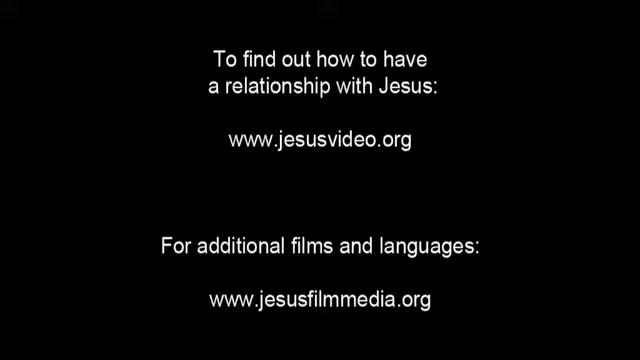 To find out how to have
a relationship with Jesus:
www.jesusvideo.org
For additional films and languages:
www.jesusfilmmedia.org